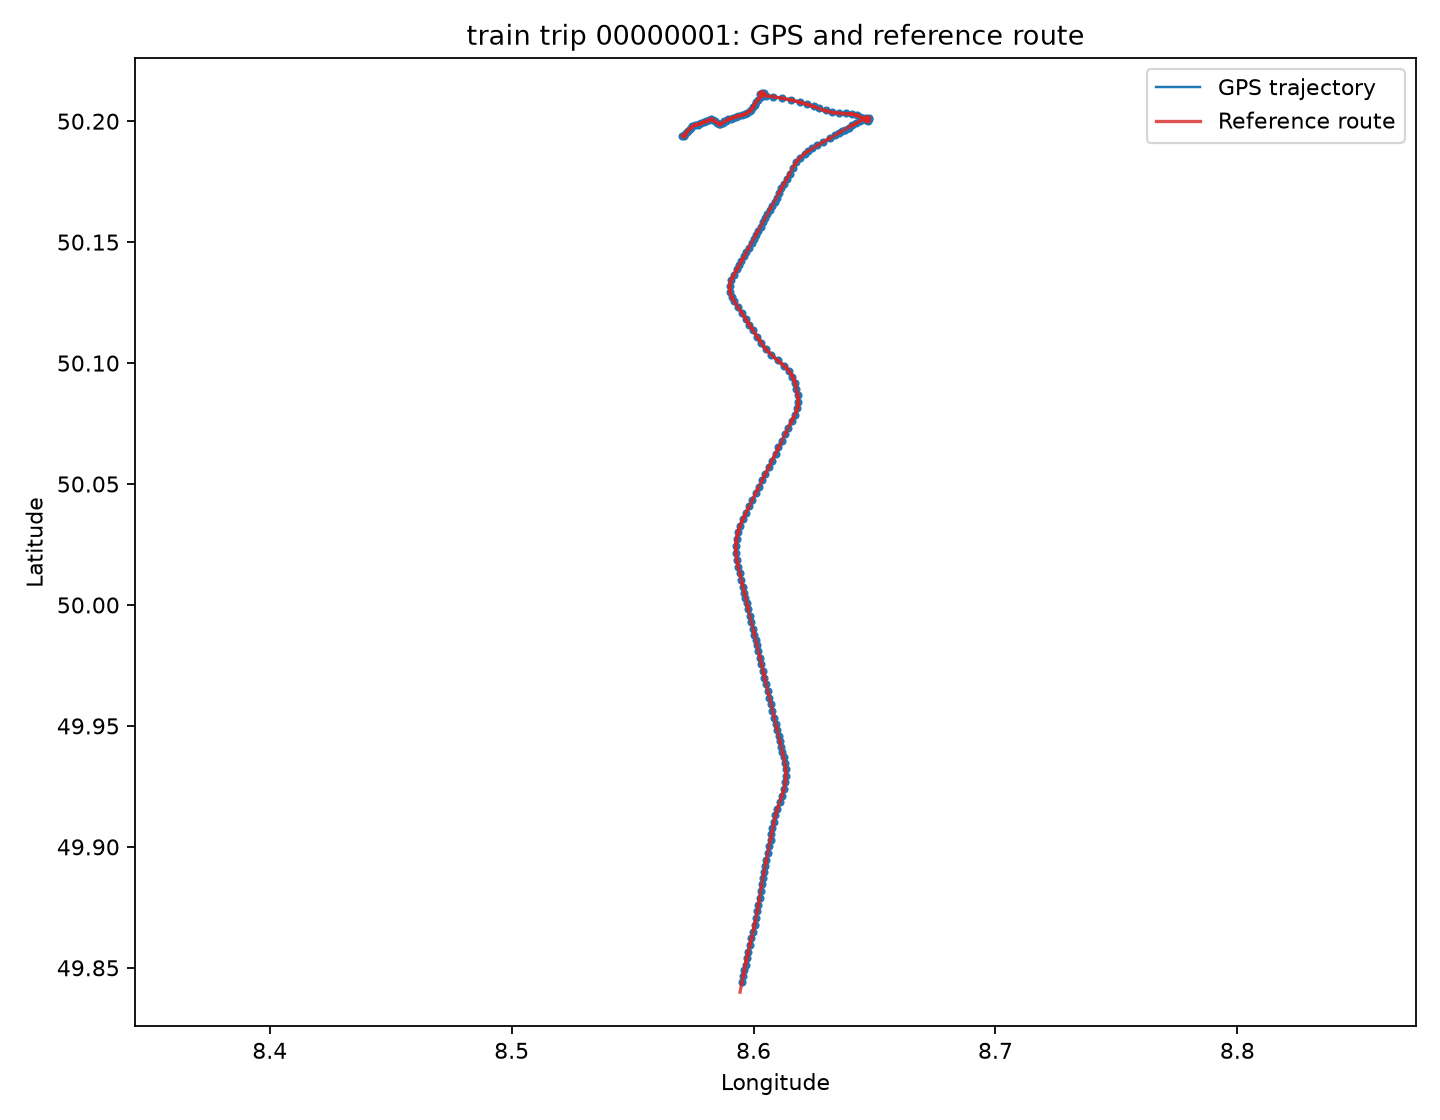 train trip 00000001: GPS and reference route
GPS trajectory
Reference route
50.20
50.15
50.10
50.05
50.00
49.95
49.90
49.85
Latitude
8.4
8.5
8.6
8.7
8.8
Longitude